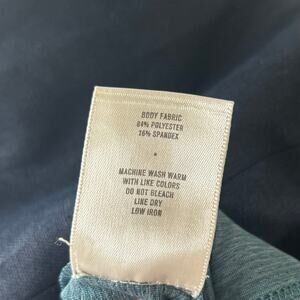 BODY FABRIC
84% POLYESTER
16% SPANDEX
MACHINE WASH WARM
WITH LIKE COLORS
DO NOT BLEACH
LINE DRY
LOW IRON